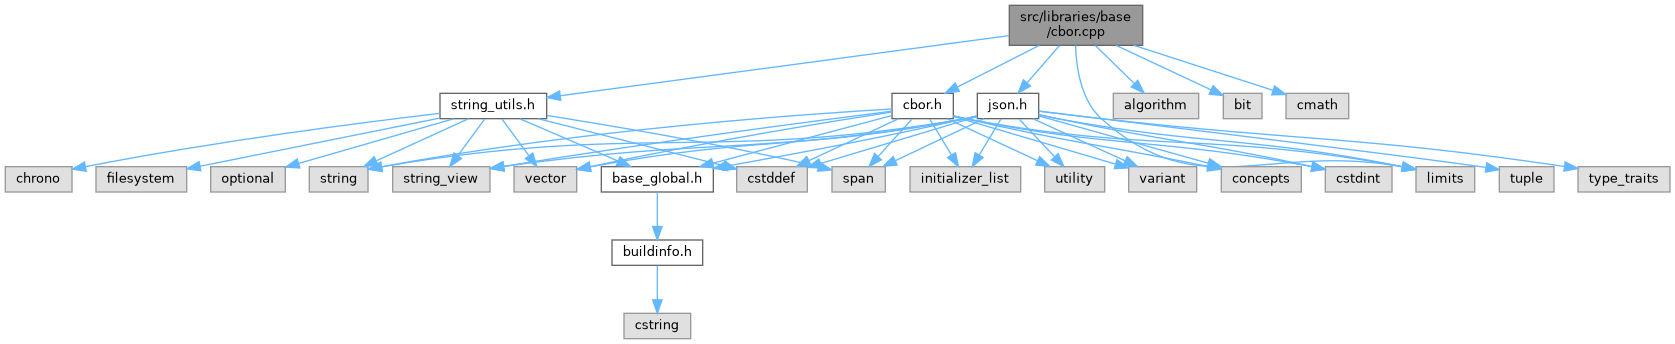 src/libraries/base
/cbor.cpp
string_utils.h
cbor.h
json.h
algorithm
bit
cmath
chrono
filesystem
optional
string
string_view
vector
base_global.h
cstddef
span
initializer_list
utility
variant
concepts
cstdint
limits
tuple
type_traits
buildinfo.h
cstring